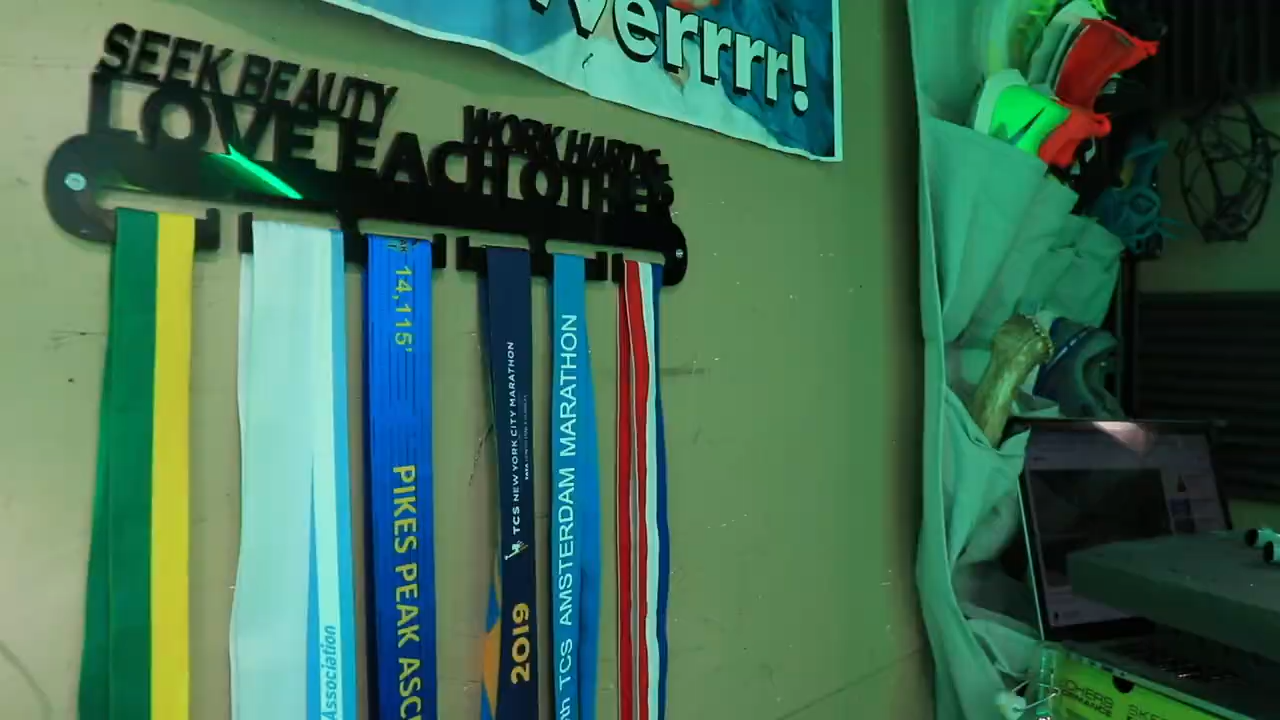 verrrr!
SEEK BEAUTY
WORK HARD &
LOVE EACH OTHER
14,115'
PIKES PEAK ASC
TCS NEW YORK CITY MARATHON
2019
TCS AMSTERDAM MARATHON
Association